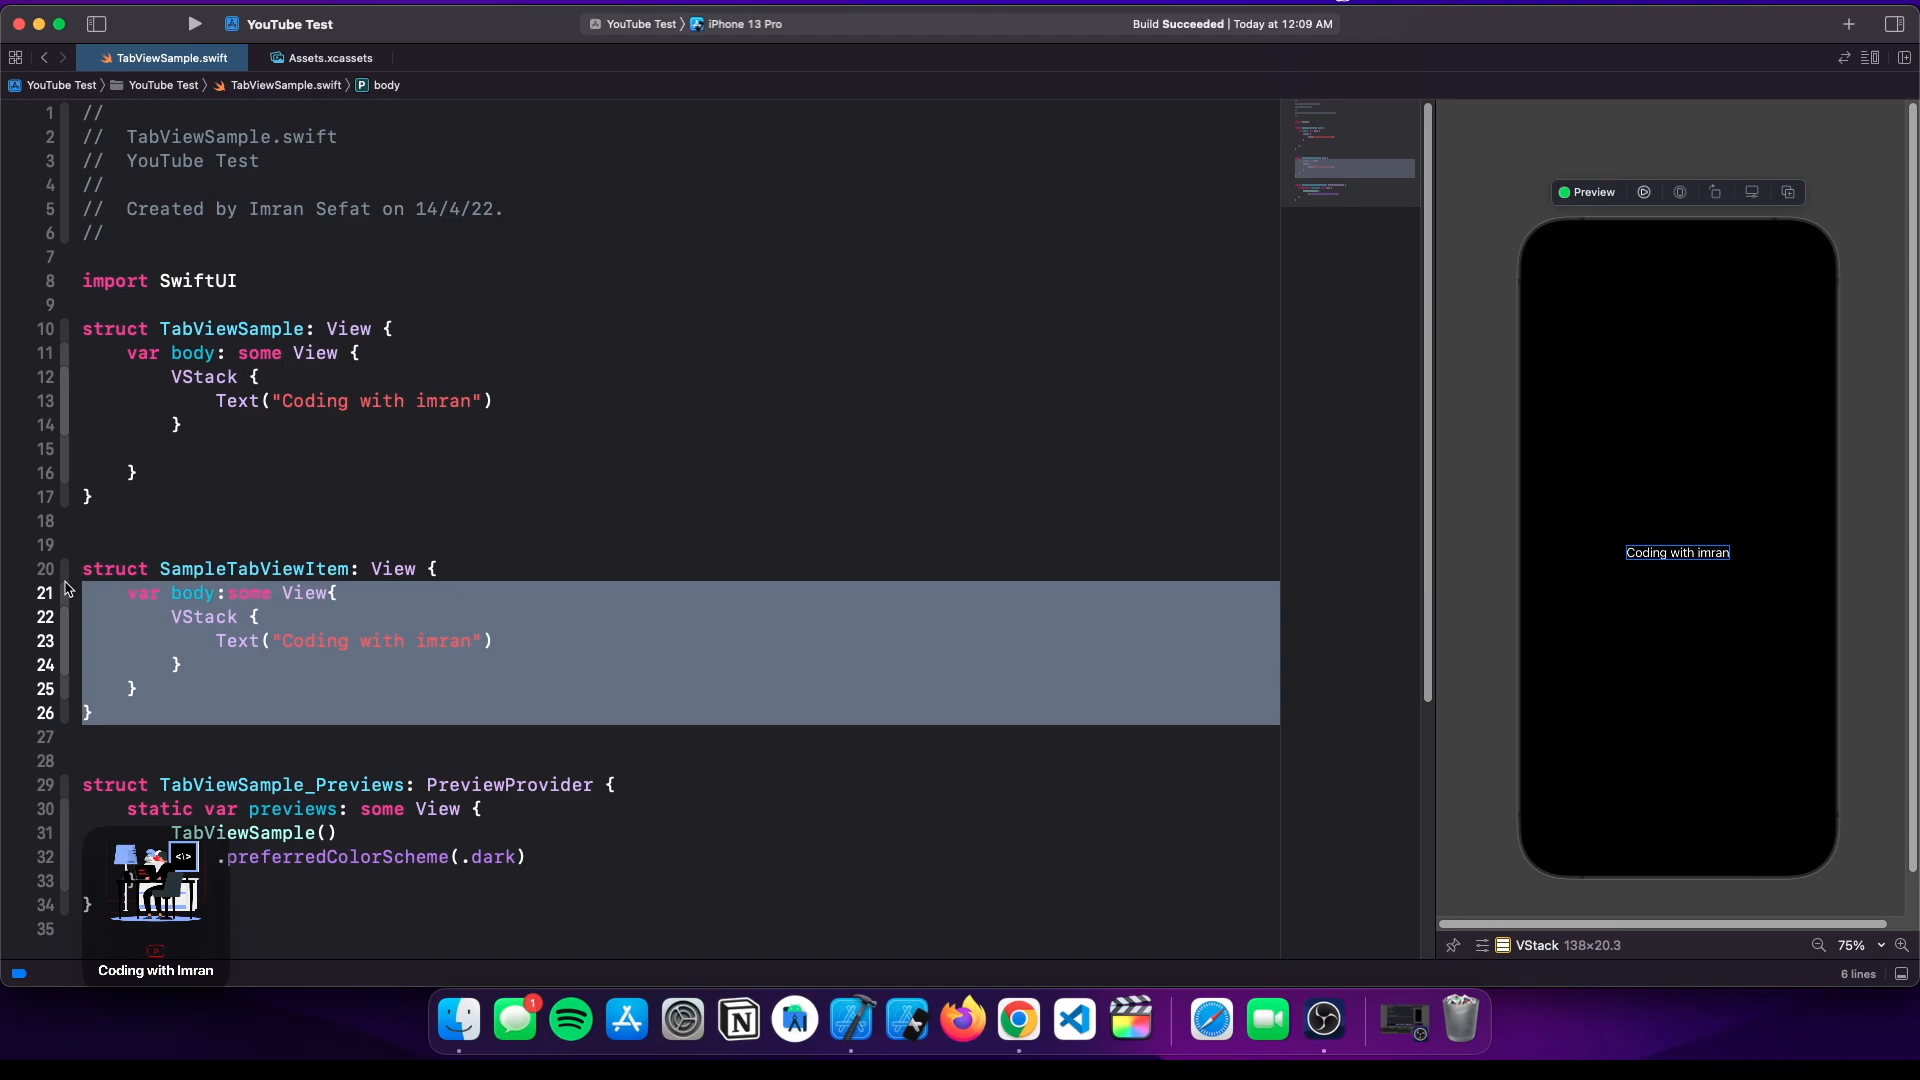 YouTube Test
YouTube Test
iPhone 13 Pro
Build Succeeded | Today at 12:09 AM
TabViewSample.swift
Assets.xcassets
YouTube Test
YouTube Test
TabViewSample.swift
P
body
1 //
2 // TabViewSample.swift
3 // YouTube Test
4 //
5 // Created by Imran Sefat on 14/4/22.
6 //
7
8 import SwiftUI
9
10 struct TabViewSample: View {
11 var body: some View {
12 VStack {
13 Text("Coding with imran")
14 }
15
16 }
17 }
18
19
20 struct SampleTabViewItem: View {
21 var body:some View{
22 VStack {
23 Text("Coding with imran")
24 }
25 }
26 }
27
28
29 struct TabViewSample_Previews: PreviewProvider {
30 static var previews: some View {
31 TabViewSample()
32 .preferredColorScheme(.dark)
33 }
34 }
35
Preview
Coding with imran
VStack 138×20.3
75%
6 lines
</>
Coding with Imran
1